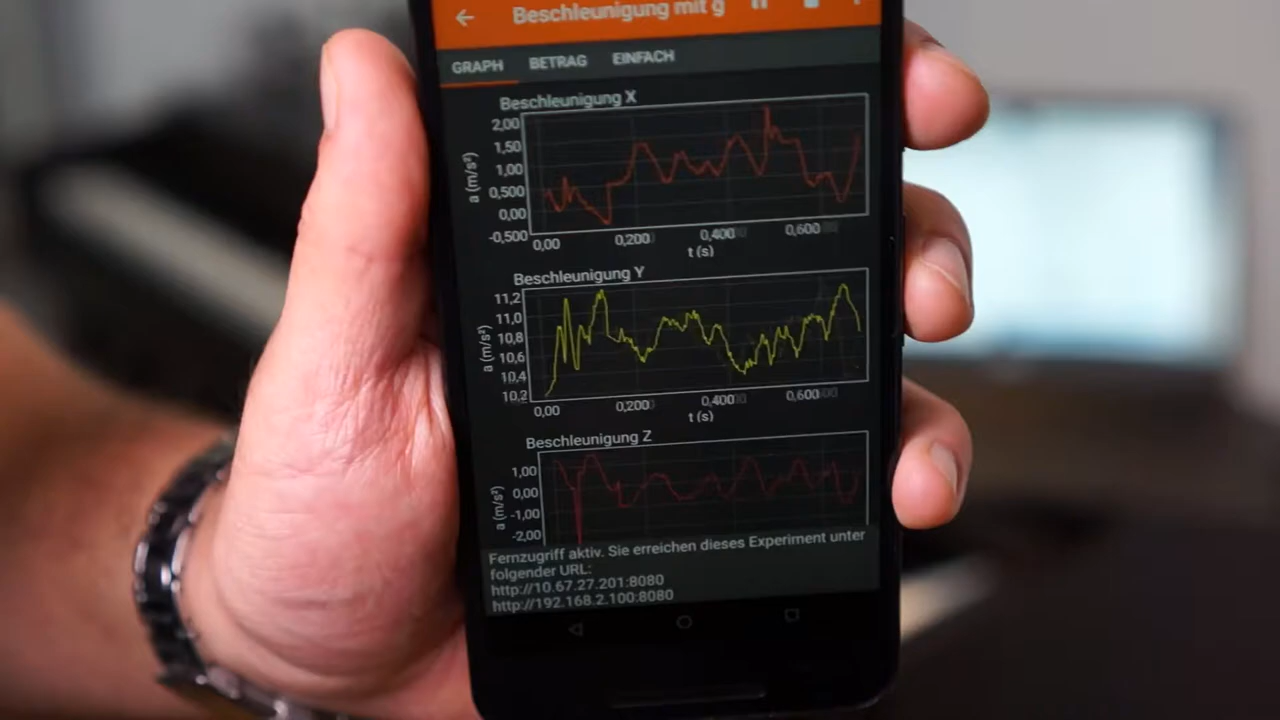 Beschleunigung mit g
GRAPH BETRAG EINFACH
Beschleunigung X
a (m/s²)
2,00
1,50
1,00
0,500
0,00
-0,500
0,00 0,200 0,400 0,600
t (s)
Beschleunigung Y
a (m/s²)
11,2
11,0
10,8
10,6
10,4
10,2
0,00 0,200 0,400 0,600
t (s)
Beschleunigung Z
a (m/s²)
1,00
0,00
-1,00
-2,00
Fernzugriff aktiv. Sie erreichen dieses Experiment unter
folgender URL:
http://10.67.27.201:8080
http://192.168.2.100:8080